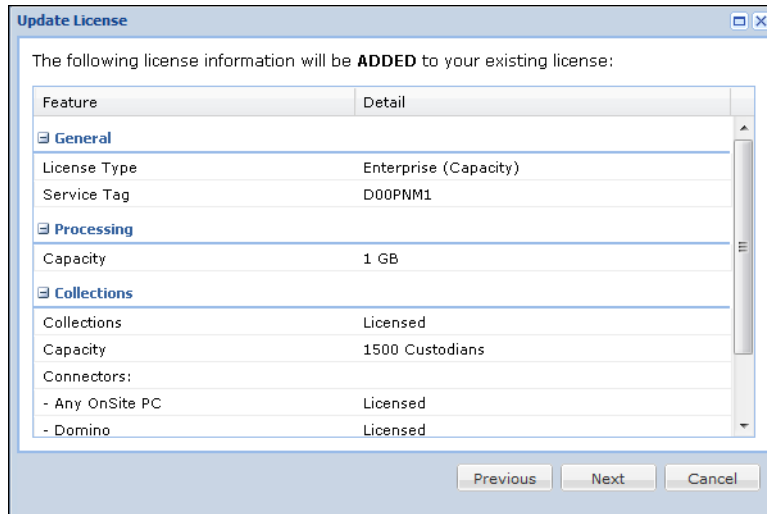 Update License
The following license information will be ADDED to your existing license:
Feature Detail
General
License Type Enterprise (Capacity)
Service Tag D00PNM1
Processing
Capacity 1 GB
Collections
Collections Licensed
Capacity 1500 Custodians
Connectors:
- Any OnSite PC Licensed
- Domino Licensed
Previous Next Cancel